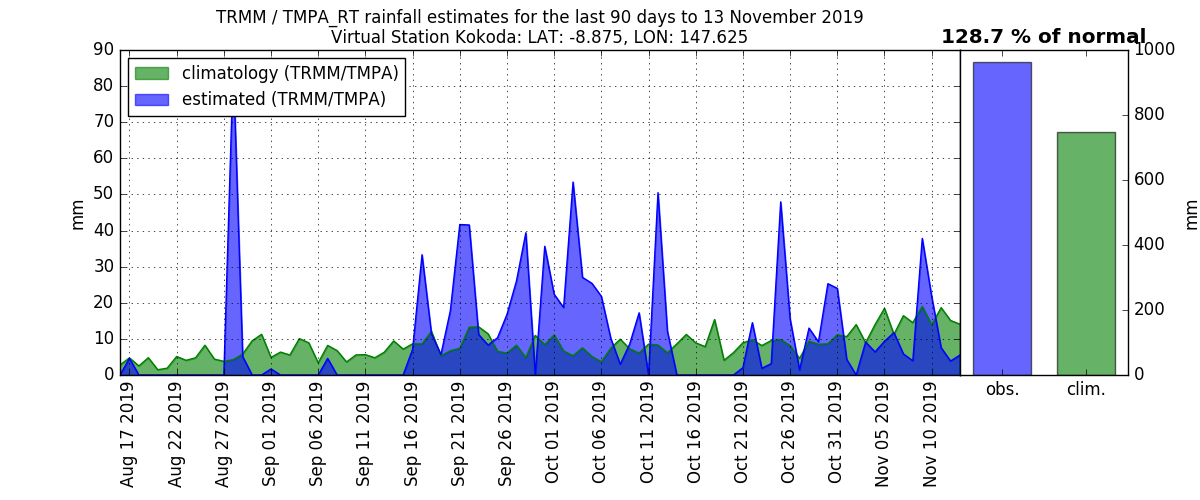 TRMM / TMPA_RT rainfall estimates for the last 90 days to 13 November 2019
Virtual Station Kokoda: LAT: -8.875, LON: 147.625
128.7 % of normal
climatology (TRMM/TMPA)
estimated (TRMM/TMPA)
90
80
70
60
50
40
30
20
10
0
mm
Aug 17 2019
Aug 22 2019
Aug 27 2019
Sep 01 2019
Sep 06 2019
Sep 11 2019
Sep 16 2019
Sep 21 2019
Sep 26 2019
Oct 01 2019
Oct 06 2019
Oct 11 2019
Oct 16 2019
Oct 21 2019
Oct 26 2019
Oct 31 2019
Nov 05 2019
Nov 10 2019
1000
800
600
400
200
0
mm
obs.
clim.